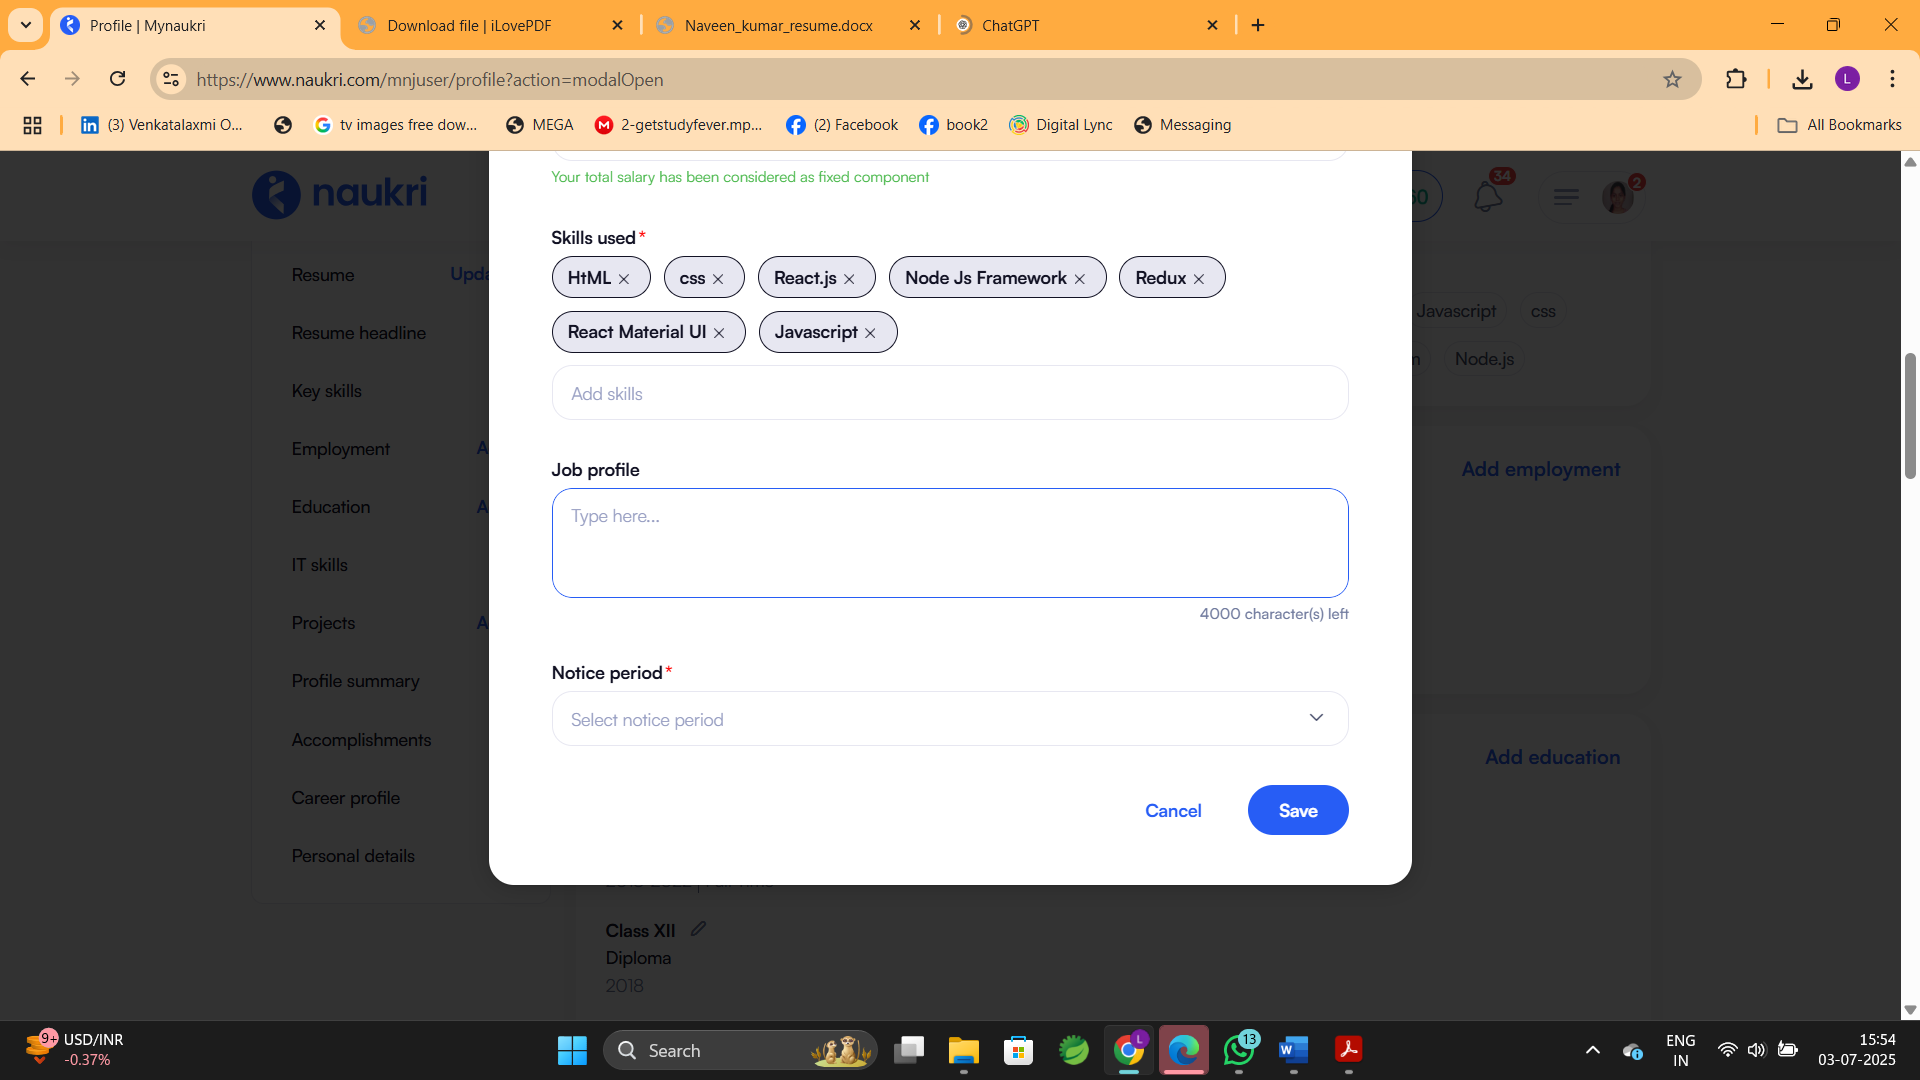 Profile | Mynaukri
Download file | iLovePDF
Naveen_kumar_resume.docx
ChatGPT
https://www.naukri.com/mnjuser/profile?action=modalOpen
L
(3) Venkatalaxmi O...
tv images free dow...
MEGA
2-getstudyfever.mp...
(2) Facebook
book2
Digital Lync
Messaging
All Bookmarks
naukri
34
2
Your total salary has been considered as fixed component
Resume
Upda
Skills used*
HtML
css
React.js
Node Js Framework
Redux
React Material UI
Javascript
Javascript
css
Node.js
Resume headline
Key skills
Add skills
Employment
Job profile
Add employment
Education
Type here...
IT skills
Projects
4000 character(s) left
Profile summary
Notice period*
Select notice period
Accomplishments
Add education
Career profile
Cancel
Save
Personal details
Class XII
Diploma
2018
9+
USD/INR
-0.37%
Search
L
13
ENG
IN
15:54
03-07-2025